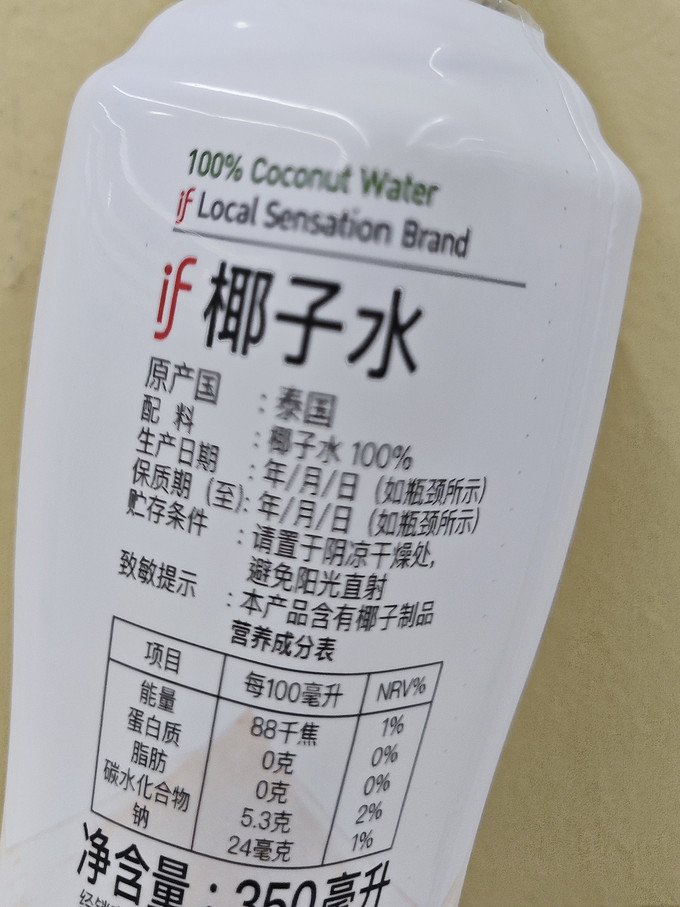 100% Coconut Water
if Local Sensation Brand
if 椰子水
原产国 : 泰国
配 料 : 椰子水 100%
生产日期 : 年/月/日 (如瓶颈所示)
保质期 (至): 年/月/日 (如瓶颈所示)
贮存条件 : 请置于阴凉干燥处,
避免阳光直射
致敏提示 : 本产品含有椰子制品
营养成分表
项目 每100毫升 NRV%
能量 88千焦 1%
蛋白质 0克 0%
脂肪 0克 0%
碳水化合物 5.3克 2%
钠 24毫克 1%
净含量 : 350毫升